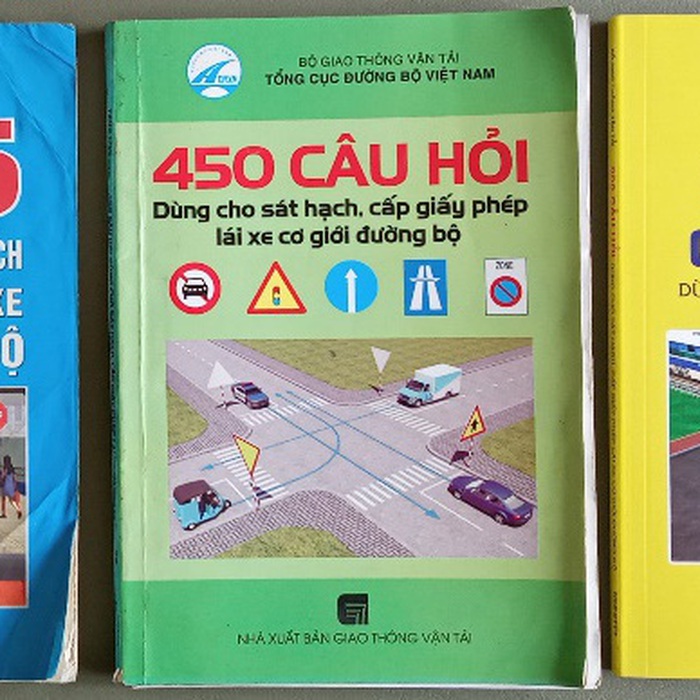 5
CH
XE
BỘ
BỘ GIAO THÔNG VẬN TẢI
TỔNG CỤC ĐƯỜNG BỘ VIỆT NAM
450 CÂU HỎI
Dùng cho sát hạch, cấp giấy phép
lái xe cơ giới đường bộ
ZONE
NHÀ XUẤT BẢN GIAO THÔNG VẬN TẢI
DÙ